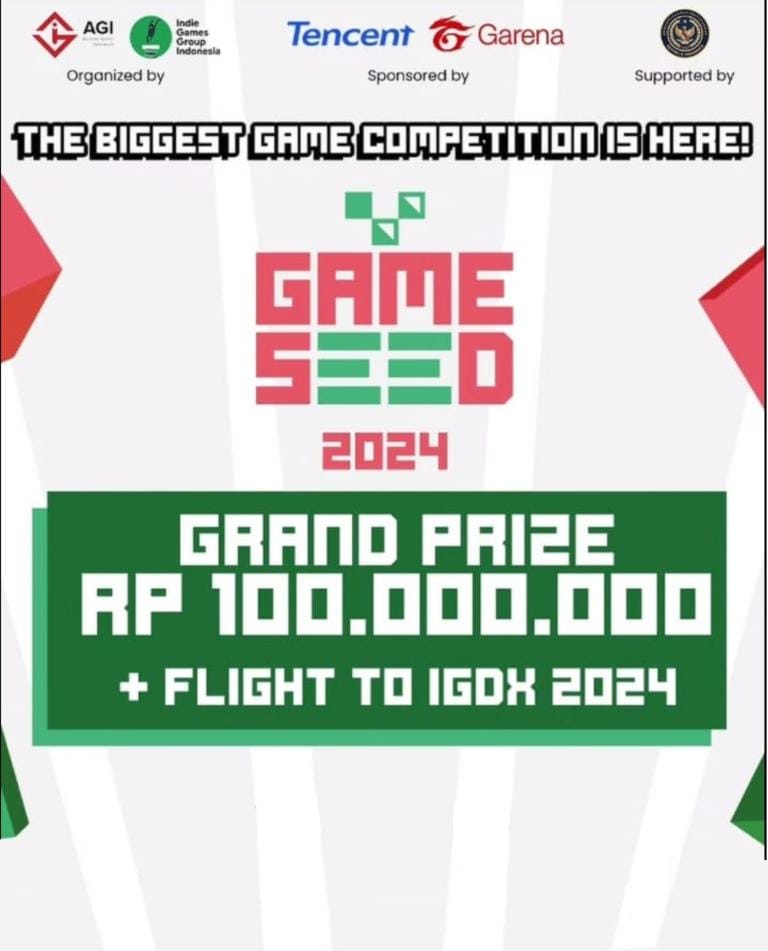 AGI
Indie
Games
Group
Indonesia
Tencent
Garena
Organized by
Sponsored by
Supported by
THE BIGGEST GAME COMPETITION IS HERE!
GAME
SEED
2024
GRAND PRIZE
RP 100.000.000
+ FLIGHT TO IGDX 2024